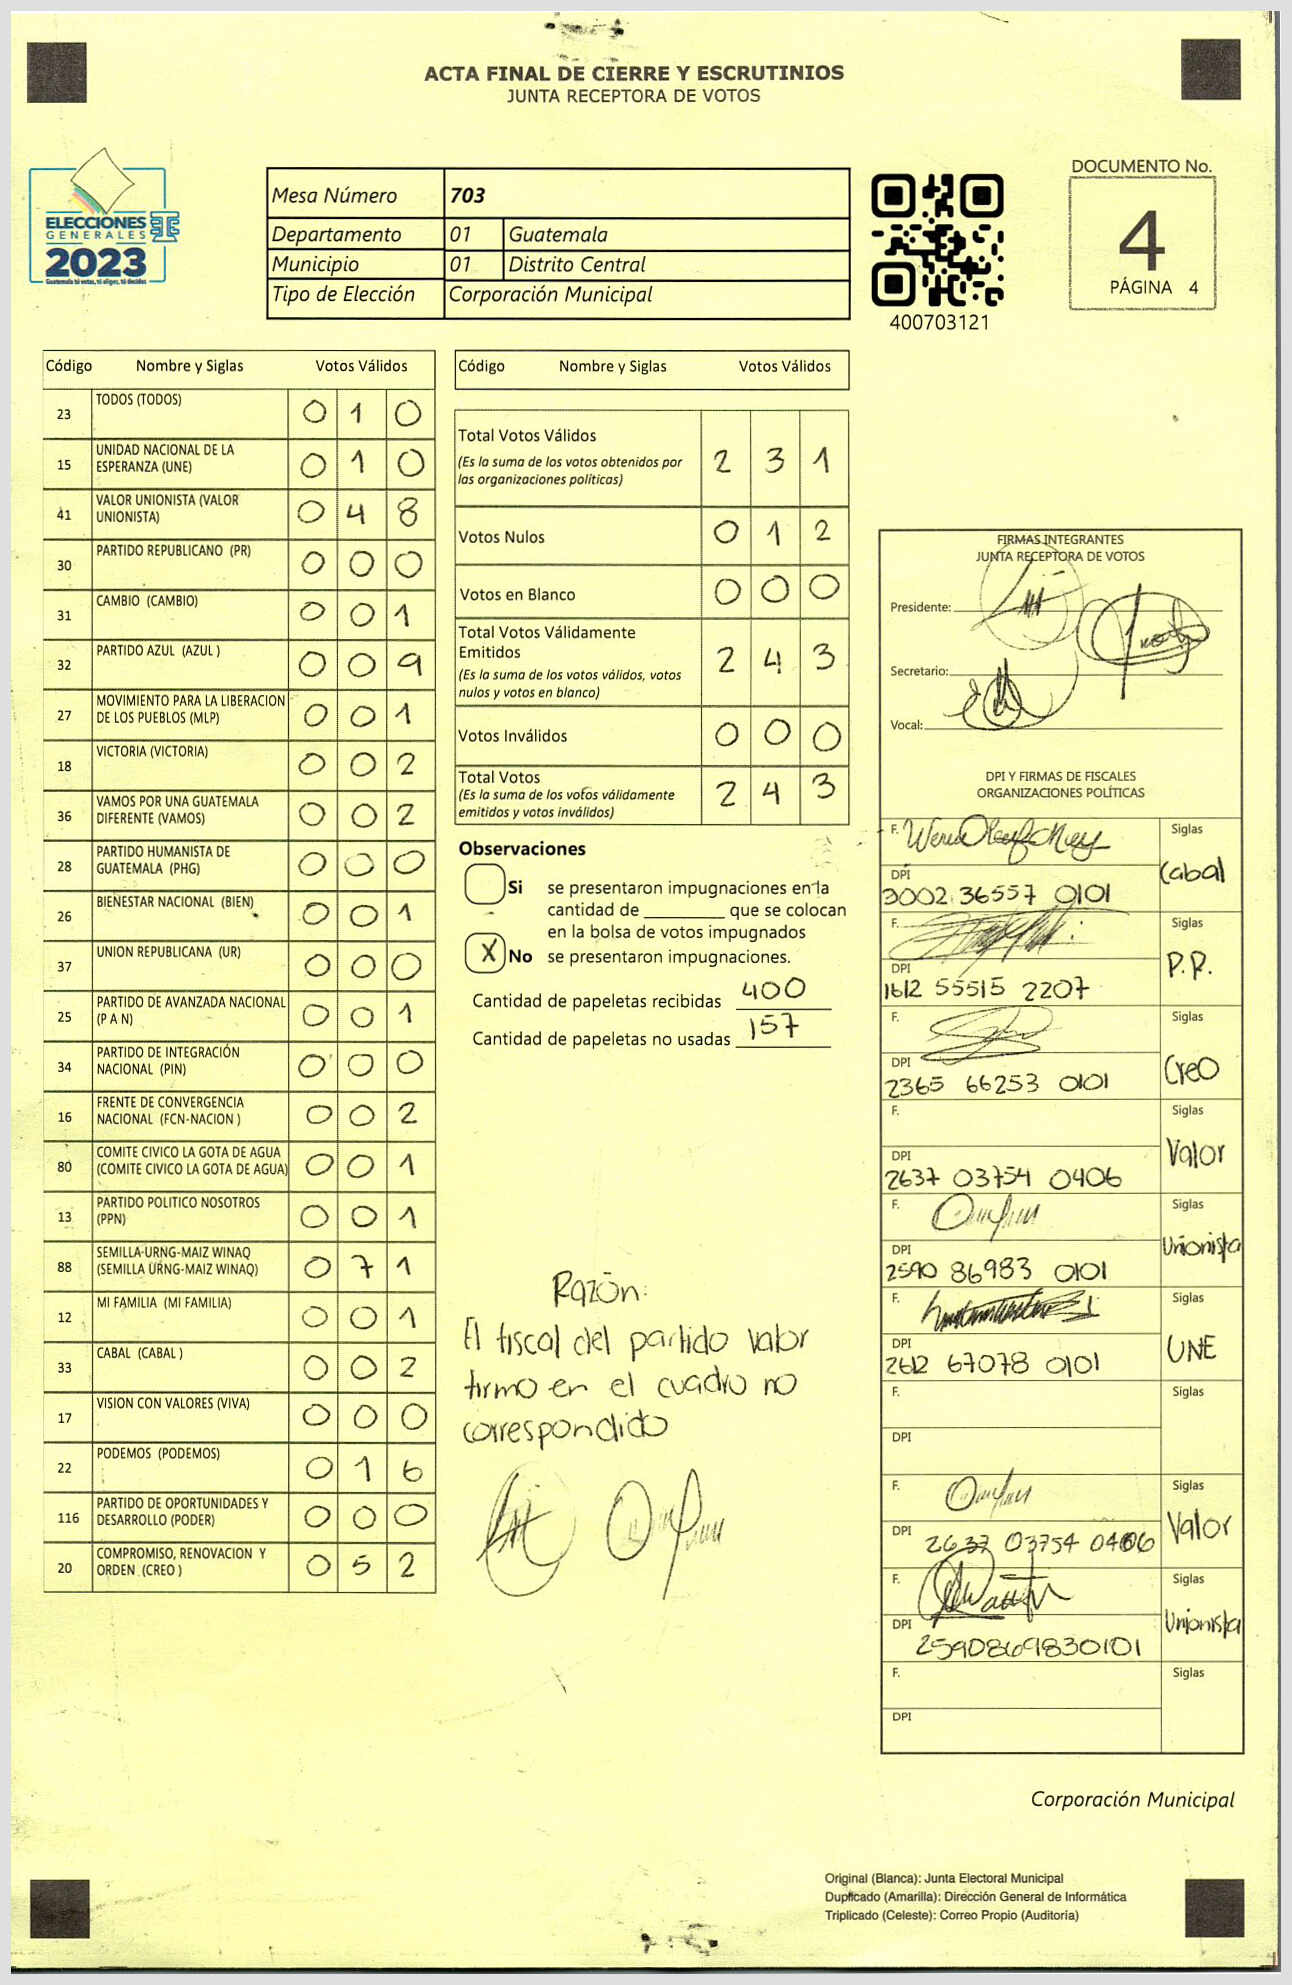 ACTA FINAL DE CIERRE Y ESCRUTINIOS
JUNTA RECEPTORA DE VOTOS
ELECCIONES
GENERALES
2023
Guatemala tú votas, tú eliges, tú decides
Mesa Número 703
Departamento 01 Guatemala
Municipio 01 Distrito Central
Tipo de Elección Corporación Municipal
400703121
DOCUMENTO No.
4
PÁGINA 4
Código Nombre y Siglas Votos Válidos
23 TODOS (TODOS) 0 1 0
15 UNIDAD NACIONAL DE LA
ESPERANZA (UNE) 0 1 0
41 VALOR UNIONISTA (VALOR
UNIONISTA) 0 4 8
30 PARTIDO REPUBLICANO (PR) 0 0 0
31 CAMBIO (CAMBIO) 0 0 1
32 PARTIDO AZUL (AZUL ) 0 0 9
27 MOVIMIENTO PARA LA LIBERACION
DE LOS PUEBLOS (MLP) 0 0 1
18 VICTORIA (VICTORIA) 0 0 2
36 VAMOS POR UNA GUATEMALA
DIFERENTE (VAMOS) 0 0 2
28 PARTIDO HUMANISTA DE
GUATEMALA (PHG) 0 0 0
26 BIENESTAR NACIONAL (BIEN) 0 0 1
37 UNION REPUBLICANA (UR) 0 0 0
25 PARTIDO DE AVANZADA NACIONAL
(P A N) 0 0 1
34 PARTIDO DE INTEGRACIÓN
NACIONAL (PIN) 0 0 0
16 FRENTE DE CONVERGENCIA
NACIONAL (FCN-NACION ) 0 0 2
80 COMITE CIVICO LA GOTA DE AGUA
(COMITE CIVICO LA GOTA DE AGUA) 0 0 1
13 PARTIDO POLITICO NOSOTROS
(PPN) 0 0 1
88 SEMILLA-URNG-MAIZ WINAQ
(SEMILLA URNG-MAIZ WINAQ) 0 7 1
12 MI FAMILIA (MI FAMILIA) 0 0 1
33 CABAL (CABAL ) 0 0 2
17 VISION CON VALORES (VIVA) 0 0 0
22 PODEMOS (PODEMOS) 0 1 6
116 PARTIDO DE OPORTUNIDADES Y
DESARROLLO (PODER) 0 0 0
20 COMPROMISO, RENOVACION Y
ORDEN (CREO ) 0 5 2
Código Nombre y Siglas Votos Válidos
Total Votos Válidos
(Es la suma de los votos obtenidos por
las organizaciones políticas) 2 3 1
Votos Nulos 0 1 2
Votos en Blanco 0 0 0
Total Votos Válidamente
Emitidos
(Es la suma de los votos válidos, votos
nulos y votos en blanco) 2 4 3
Votos Inválidos 0 0 0
Total Votos
(Es la suma de los votos válidamente
emitidos y votos inválidos) 2 4 3
Observaciones
Si se presentaron impugnaciones en la
cantidad de ________ que se colocan
en la bolsa de votos impugnados
X No se presentaron impugnaciones.
Cantidad de papeletas recibidas 400
Cantidad de papeletas no usadas 157
Razón:
El fiscal del partido valor
firmo en el cuadro no
correspondido
FIRMAS INTEGRANTES
JUNTA RECEPTORA DE VOTOS
Presidente:
Secretario:
Vocal:
DPI Y FIRMAS DE FISCALES
ORGANIZACIONES POLÍTICAS
F. Siglas
Cabal
DPI
3002 36557 0101
F. Siglas
P.R.
DPI
1612 55515 2207
F. Siglas
Creo
DPI
2365 66253 0101
F. Siglas
Valor
DPI
2637 03754 0406
F. Siglas
Unionista
DPI
2590 86983 0101
F. Siglas
UNE
DPI
2612 67078 0101
F. Siglas
DPI
F. Siglas
Valor
DPI
2637 03754 0406
F. Siglas
Unionista
DPI
2590869830101
F. Siglas
DPI
Corporación Municipal
Original (Blanca): Junta Electoral Municipal
Duplicado (Amarilla): Dirección General de Informática
Triplicado (Celeste): Correo Propio (Auditoría)